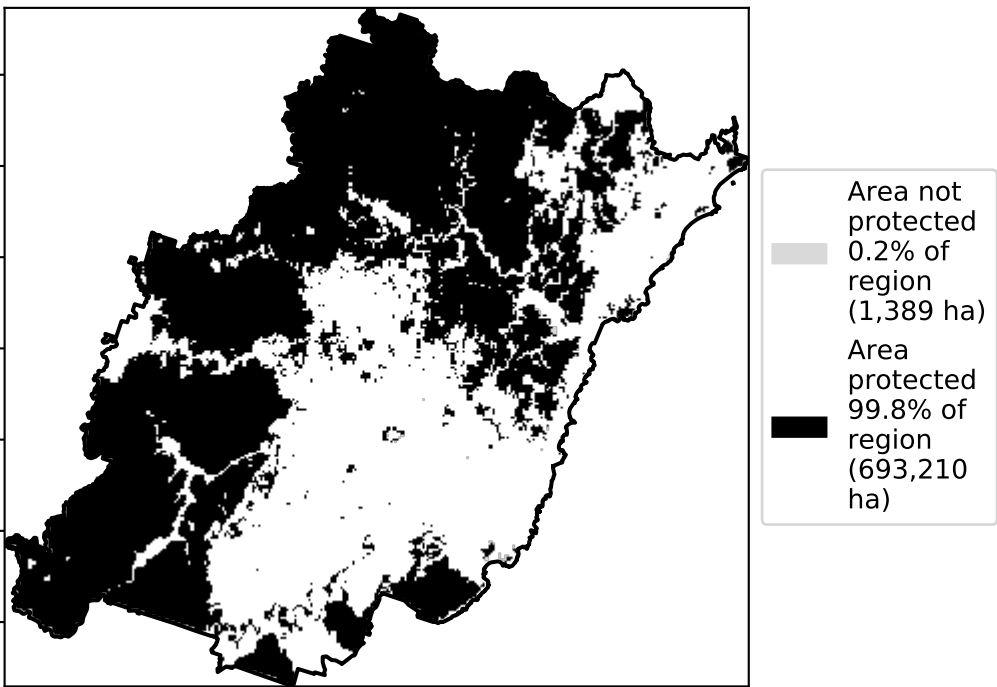 Area not
protected
0.2% of
region
(1,389 ha)
Area
protected
99.8% of
region
(693,210
ha)